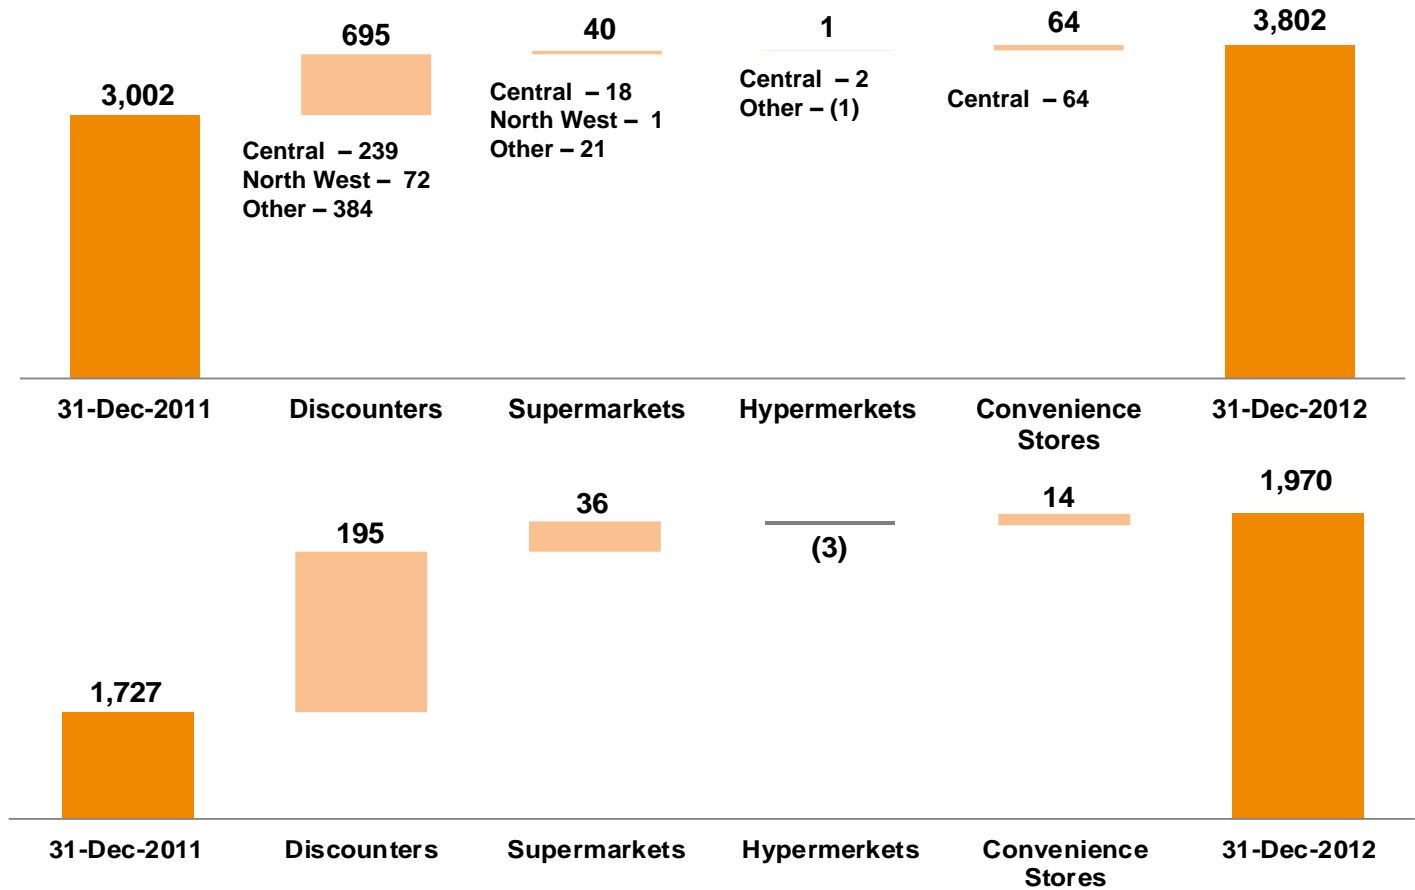 695
40
1
64
3,802
3,002
Central – 239
North West – 72
Other – 384
Central – 18
North West – 1
Other – 21
Central – 2
Other – (1)
Central – 64
31-Dec-2011
Discounters
Supermarkets
Hypermerkets
Convenience
Stores
31-Dec-2012
1,727
195
36
(3)
14
1,970
31-Dec-2011
Discounters
Supermarkets
Hypermerkets
Convenience
Stores
31-Dec-2012